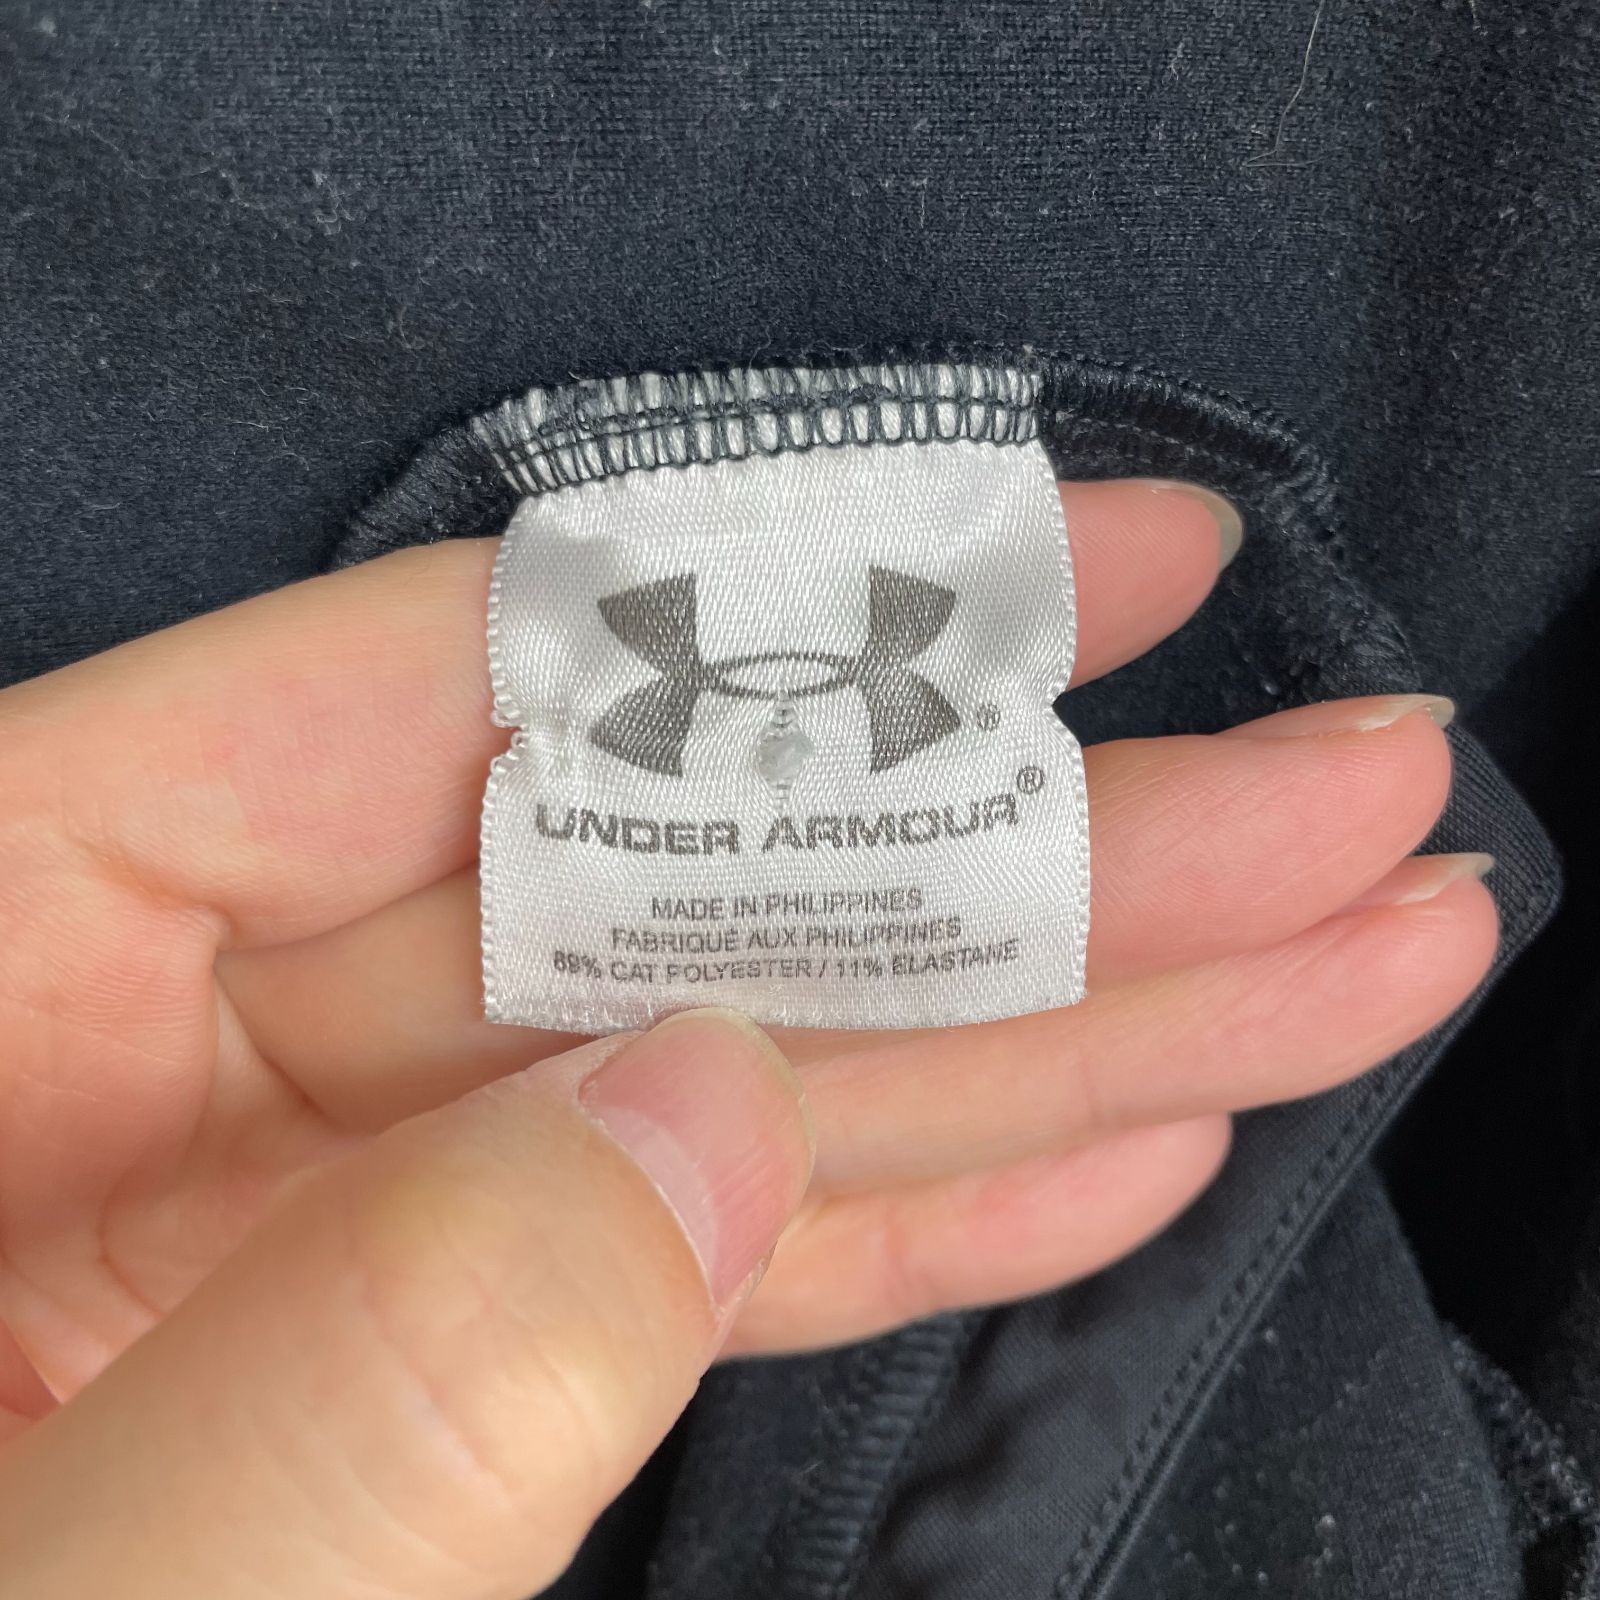 ®
UNDER ARMOUR®
MADE IN PHILIPPINES
FABRIQUÉ AUX PHILIPPINES
89% CAT POLYESTER / 11% ELASTANE